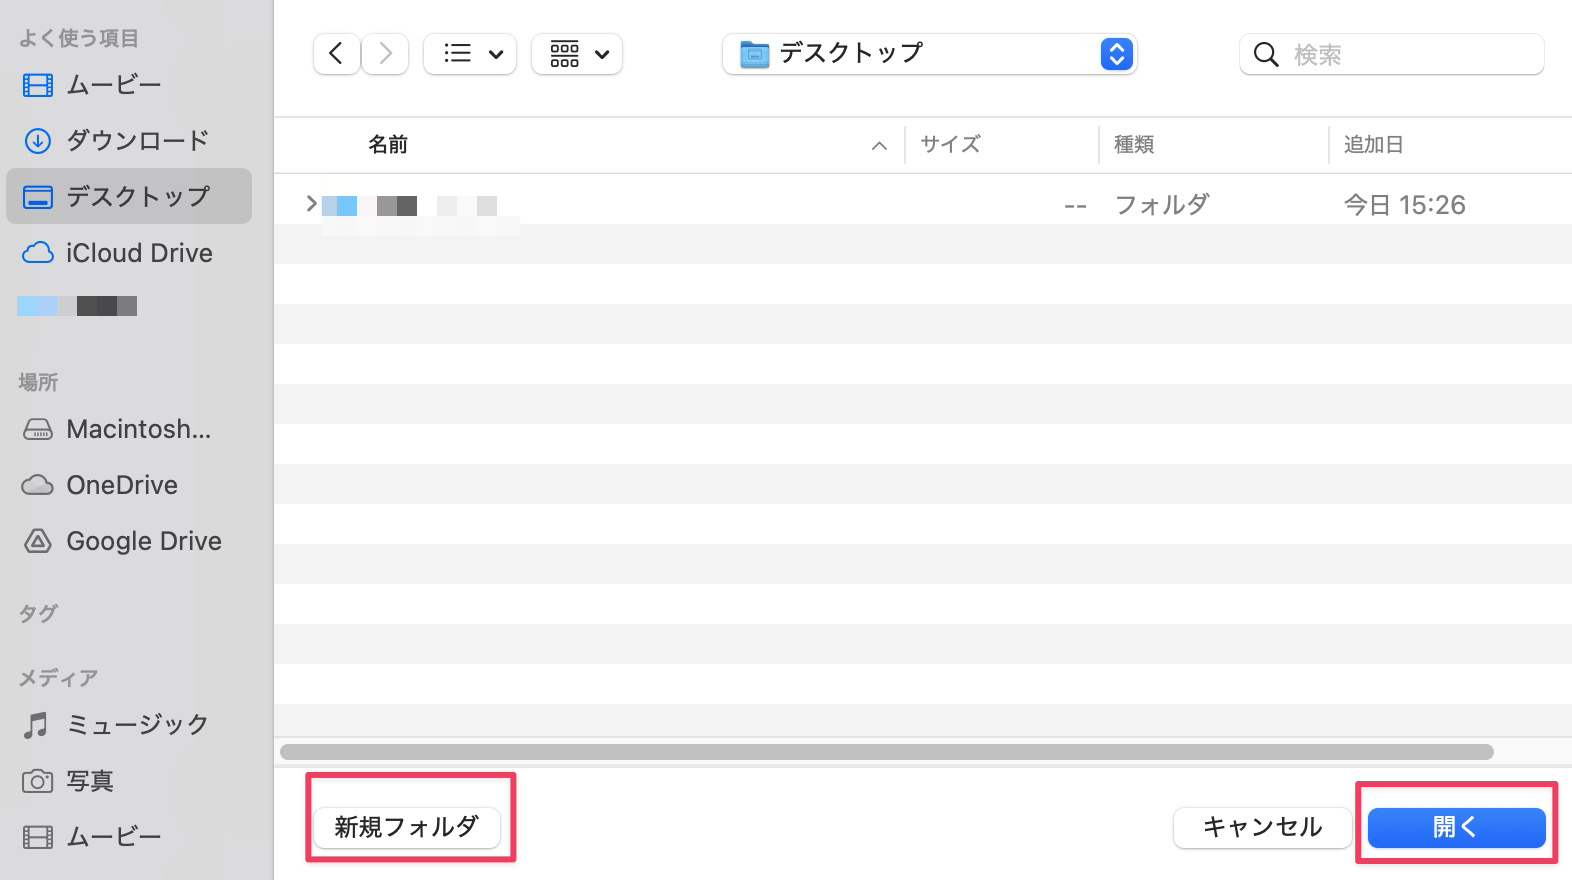 よく使う項目
ムービー
ダウンロード
デスクトップ
iCloud Drive
場所
Macintosh...
OneDrive
Google Drive
タグ
メディア
ミュージック
写真
ムービー
デスクトップ
検索
名前 サイズ 種類 追加日
-- フォルダ 今日 15:26
新規フォルダ キャンセル 開く